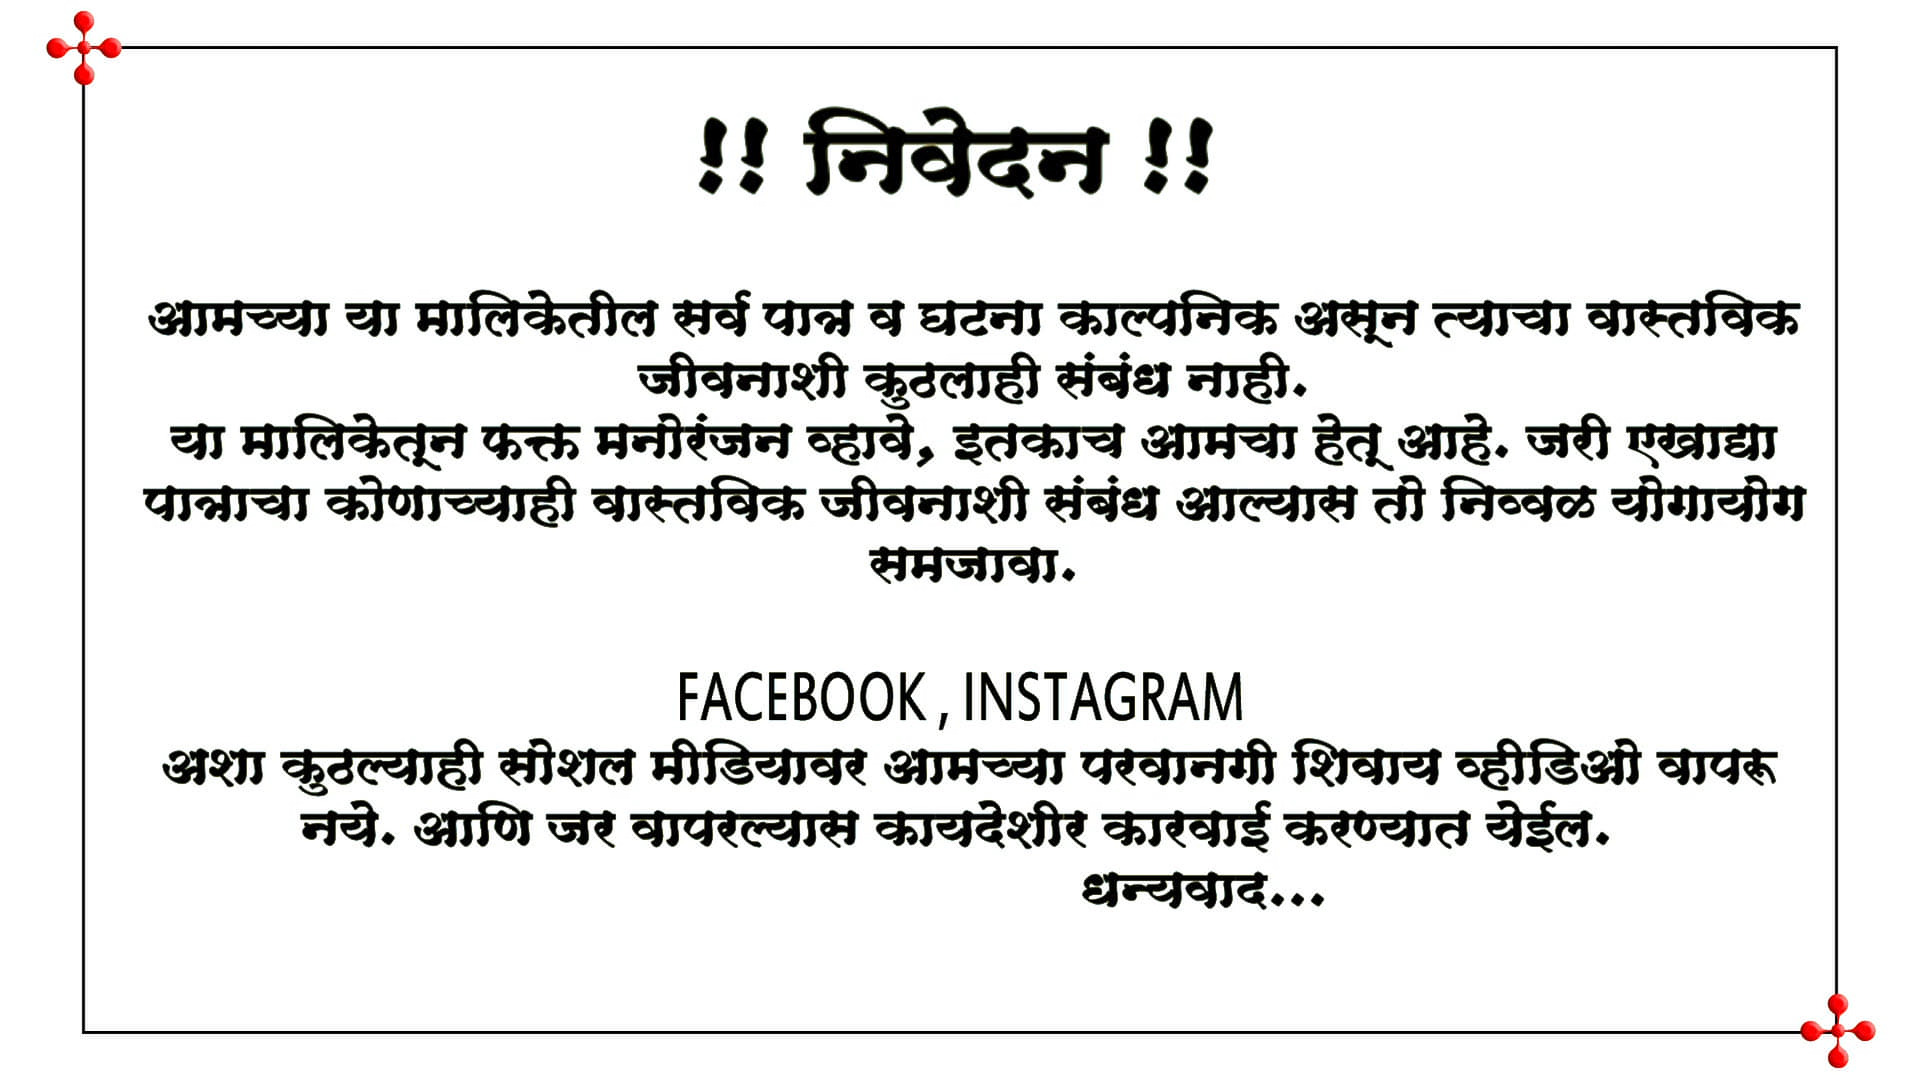 !! निवेदन !!
आमच्या या मालिकेतील सर्व पात्र व घटना काल्पनिक असून त्याचा वास्तविक
जीवनाशी कुठलाही संबंध नाही.
या मालिकेतून फक्त मनोरंजन व्हावे, इतकाच आमचा हेतू आहे. जरी एखाद्या
पात्राचा कोणाच्याही वास्तविक जीवनाशी संबंध आल्यास तो निव्वळ योगायोग
समजावा.
FACEBOOK , INSTAGRAM
अशा कुठल्याही सोशल मीडियावर आमच्या परवानगी शिवाय व्हीडिओ वापरू
नये. आणि जर वापरल्यास कायदेशीर कारवाई करण्यात येईल.
धन्यवाद...